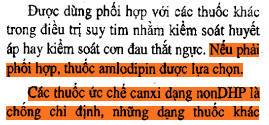 Được dùng phối hợp với các thuốc khác
trong điều trị suy tim nhằm kiểm soát huyết
áp hay kiểm soát cơn đau thắt ngực. Nếu phải
phối hợp, thuốc amlodipin được lựa chọn.
Các thuốc ức chế canxi dạng nonDHP là
chống chỉ định, những dạng thuốc khác